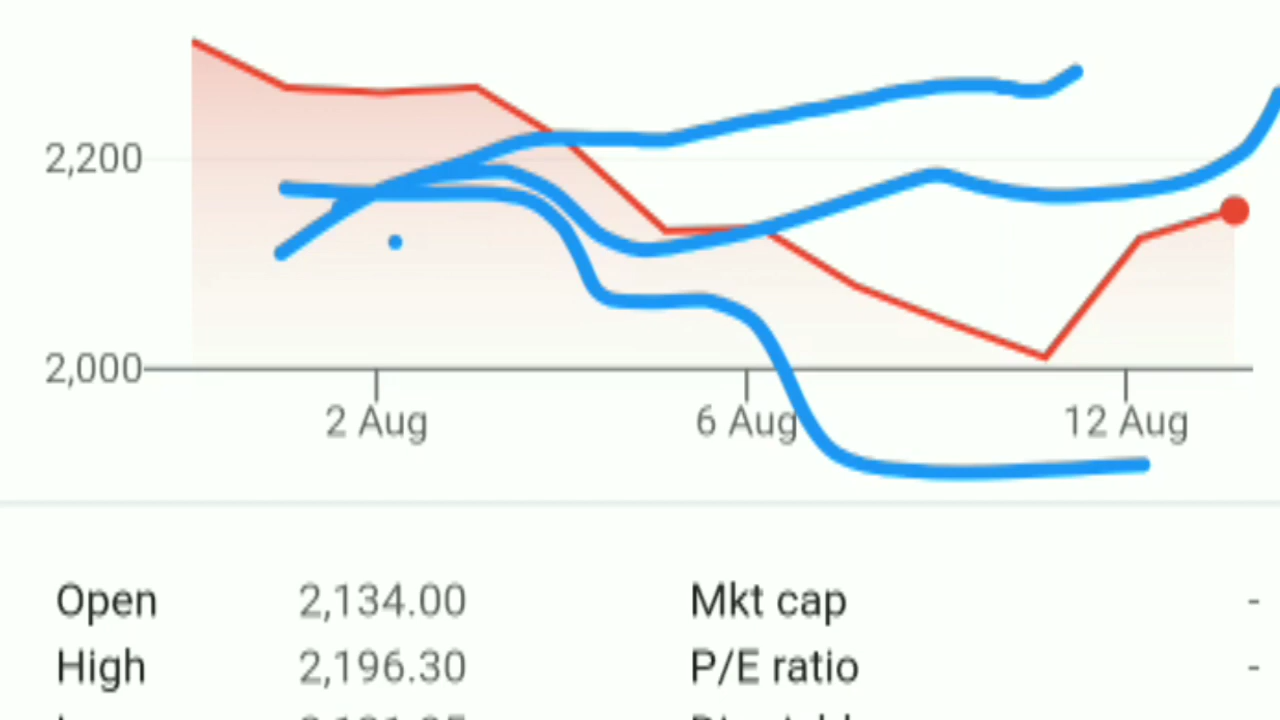 2,200
2,000
2 Aug 6 Aug 12 Aug
Open 2,134.00 Mkt cap -
High 2,196.30 P/E ratio -